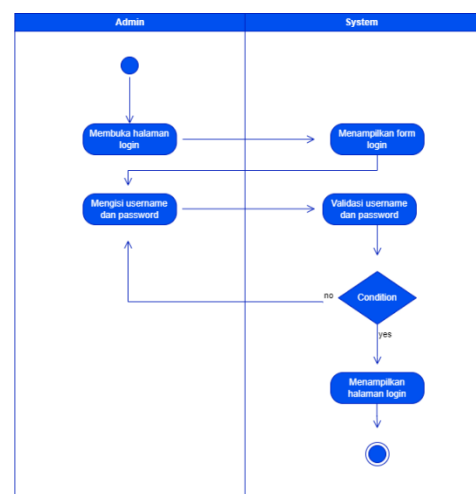 Admin
System
Membuka halaman
login
Menampilkan form
login
Mengisi username
dan password
Validasi username
dan password
no
Condition
yes
Menampilkan
halaman login